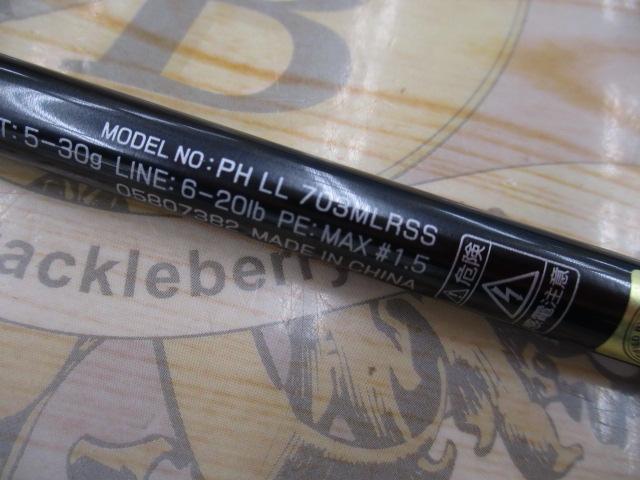 MODEL NO: PH LL 703MLRSS
T: 5-30g LINE: 6-20lb PE: MAX #1.5
05807382 MADE IN CHINA
危険
感電注意
B
ackleberry